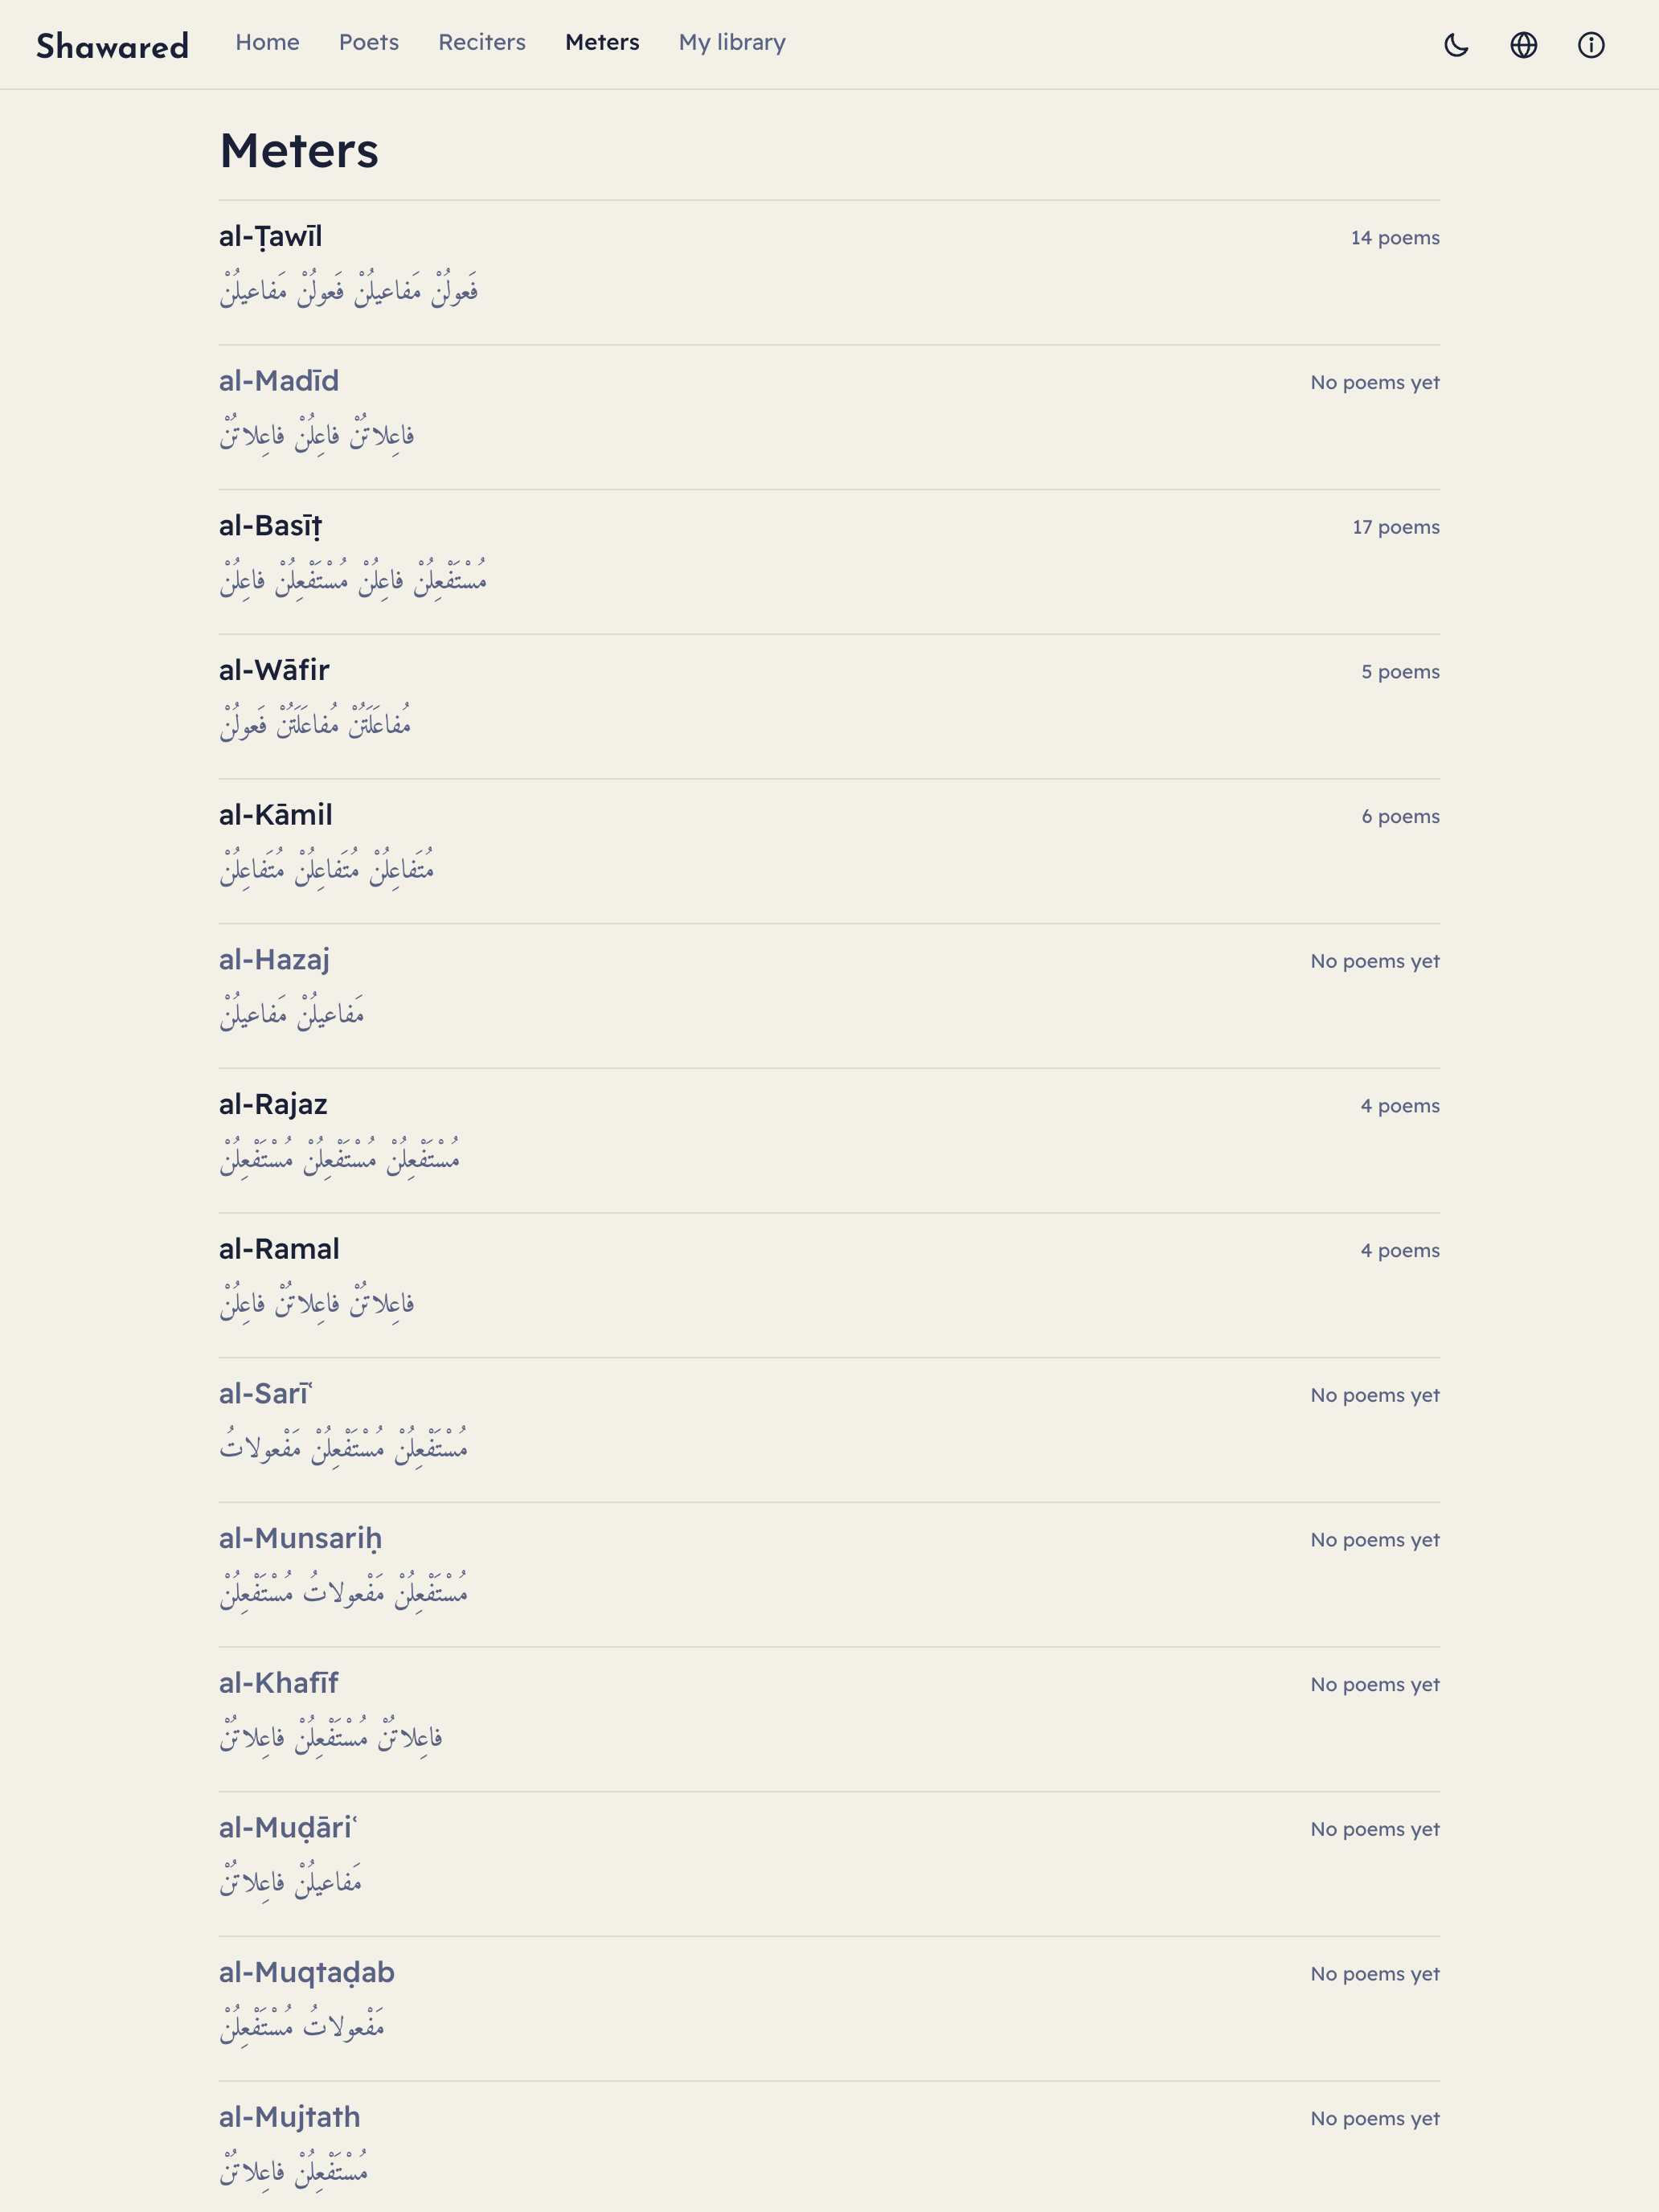 Shawared Home Poets Reciters Meters My library
Meters
al-Ṭawīl 14 poems
فَعولُنْ مَفاعيلُنْ فَعولُنْ مَفاعيلُنْ
al-Madīd No poems yet
فاعِلاتُنْ فاعِلُنْ فاعِلاتُنْ
al-Basīṭ 17 poems
مُسْتَفْعِلُنْ فاعِلُنْ مُسْتَفْعِلُنْ فاعِلُنْ
al-Wāfir 5 poems
مُفاعَلَتُنْ مُفاعَلَتُنْ فَعولُنْ
al-Kāmil 6 poems
مُتَفاعِلُنْ مُتَفاعِلُنْ مُتَفاعِلُنْ
al-Hazaj No poems yet
مَفاعيلُنْ مَفاعيلُنْ
al-Rajaz 4 poems
مُسْتَفْعِلُنْ مُسْتَفْعِلُنْ مُسْتَفْعِلُنْ
al-Ramal 4 poems
فاعِلاتُنْ فاعِلاتُنْ فاعِلُنْ
al-Sarīʿ No poems yet
مُسْتَفْعِلُنْ مُسْتَفْعِلُنْ مَفْعولاتُ
al-Munsariḥ No poems yet
مُسْتَفْعِلُنْ مَفْعولاتُ مُسْتَفْعِلُنْ
al-Khafīf No poems yet
فاعِلاتُنْ مُسْتَفْعِلُنْ فاعِلاتُنْ
al-Muḍāriʿ No poems yet
مَفاعيلُنْ فاعِلاتُنْ
al-Muqtaḍab No poems yet
مَفْعولاتُ مُسْتَفْعِلُنْ
al-Mujtath No poems yet
مُسْتَفْعِلُنْ فاعِلاتُنْ